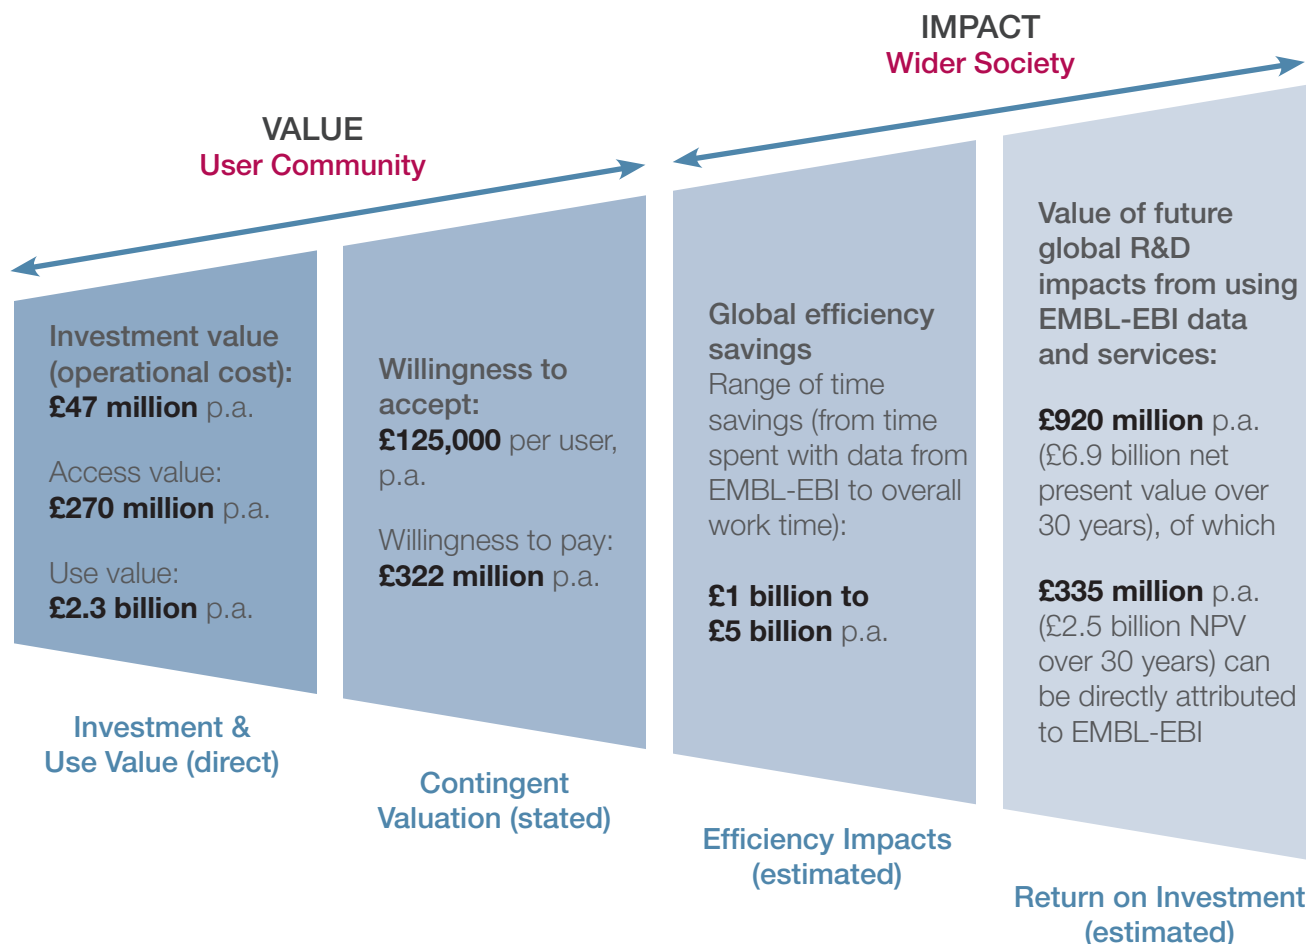 IMPACT
Wider Society
VALUE
User Community
Investment value
(operational cost):
£47 million p.a.
Access value:
£270 million p.a.
Use value:
£2.3 billion p.a.
Investment &
Use Value (direct)
Willingness to
accept:
£125,000 per user,
p.a.
Willingness to pay:
£322 million p.a.
Contingent
Valuation (stated)
Global efficiency
savings
Range of time
savings (from time
spent with data from
EMBL-EBI to overall
work time):
£1 billion to
£5 billion p.a.
Efficiency Impacts
(estimated)
Value of future
global R&D
impacts from using
EMBL-EBI data
and services:
£920 million p.a.
(£6.9 billion net
present value over
30 years), of which
£335 million p.a.
(£2.5 billion NPV
over 30 years) can
be directly attributed
to EMBL-EBI
Return on Investment
(estimated)